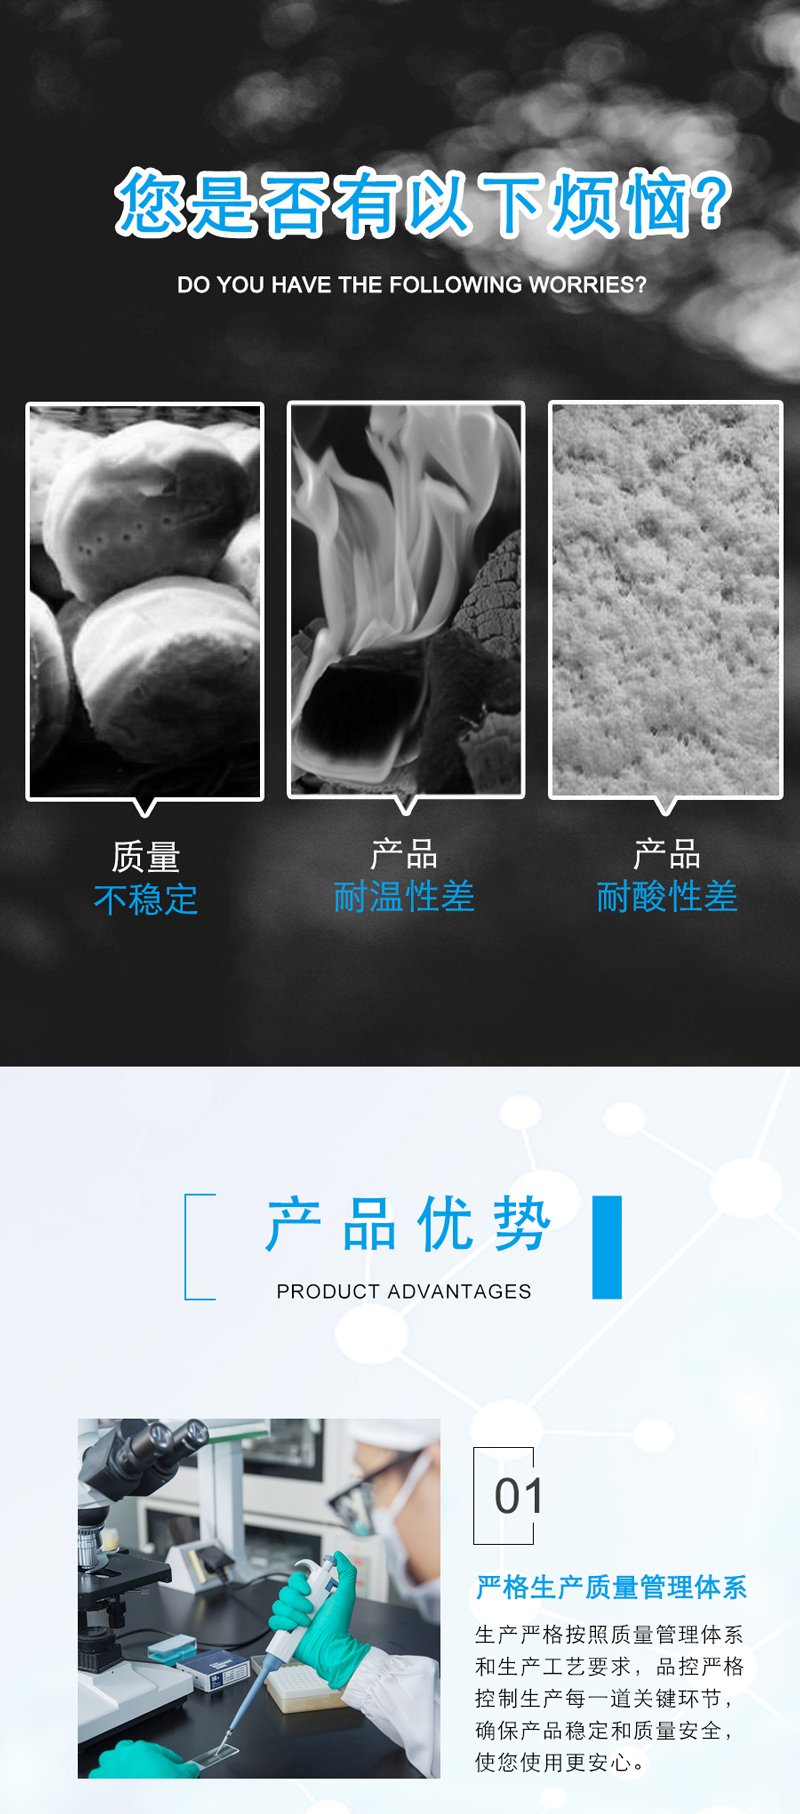 您是否有以下烦恼?
DO YOU HAVE THE FOLLOWING WORRIES?
质量
不稳定
产品
耐温性差
产品
耐酸性差
产品优势
PRODUCT ADVANTAGES
01
严格生产质量管理体系
生产严格按照质量管理体系
和生产工艺要求，品控严格
控制生产每一道关键环节，
确保产品稳定和质量安全，
使您使用更安心。